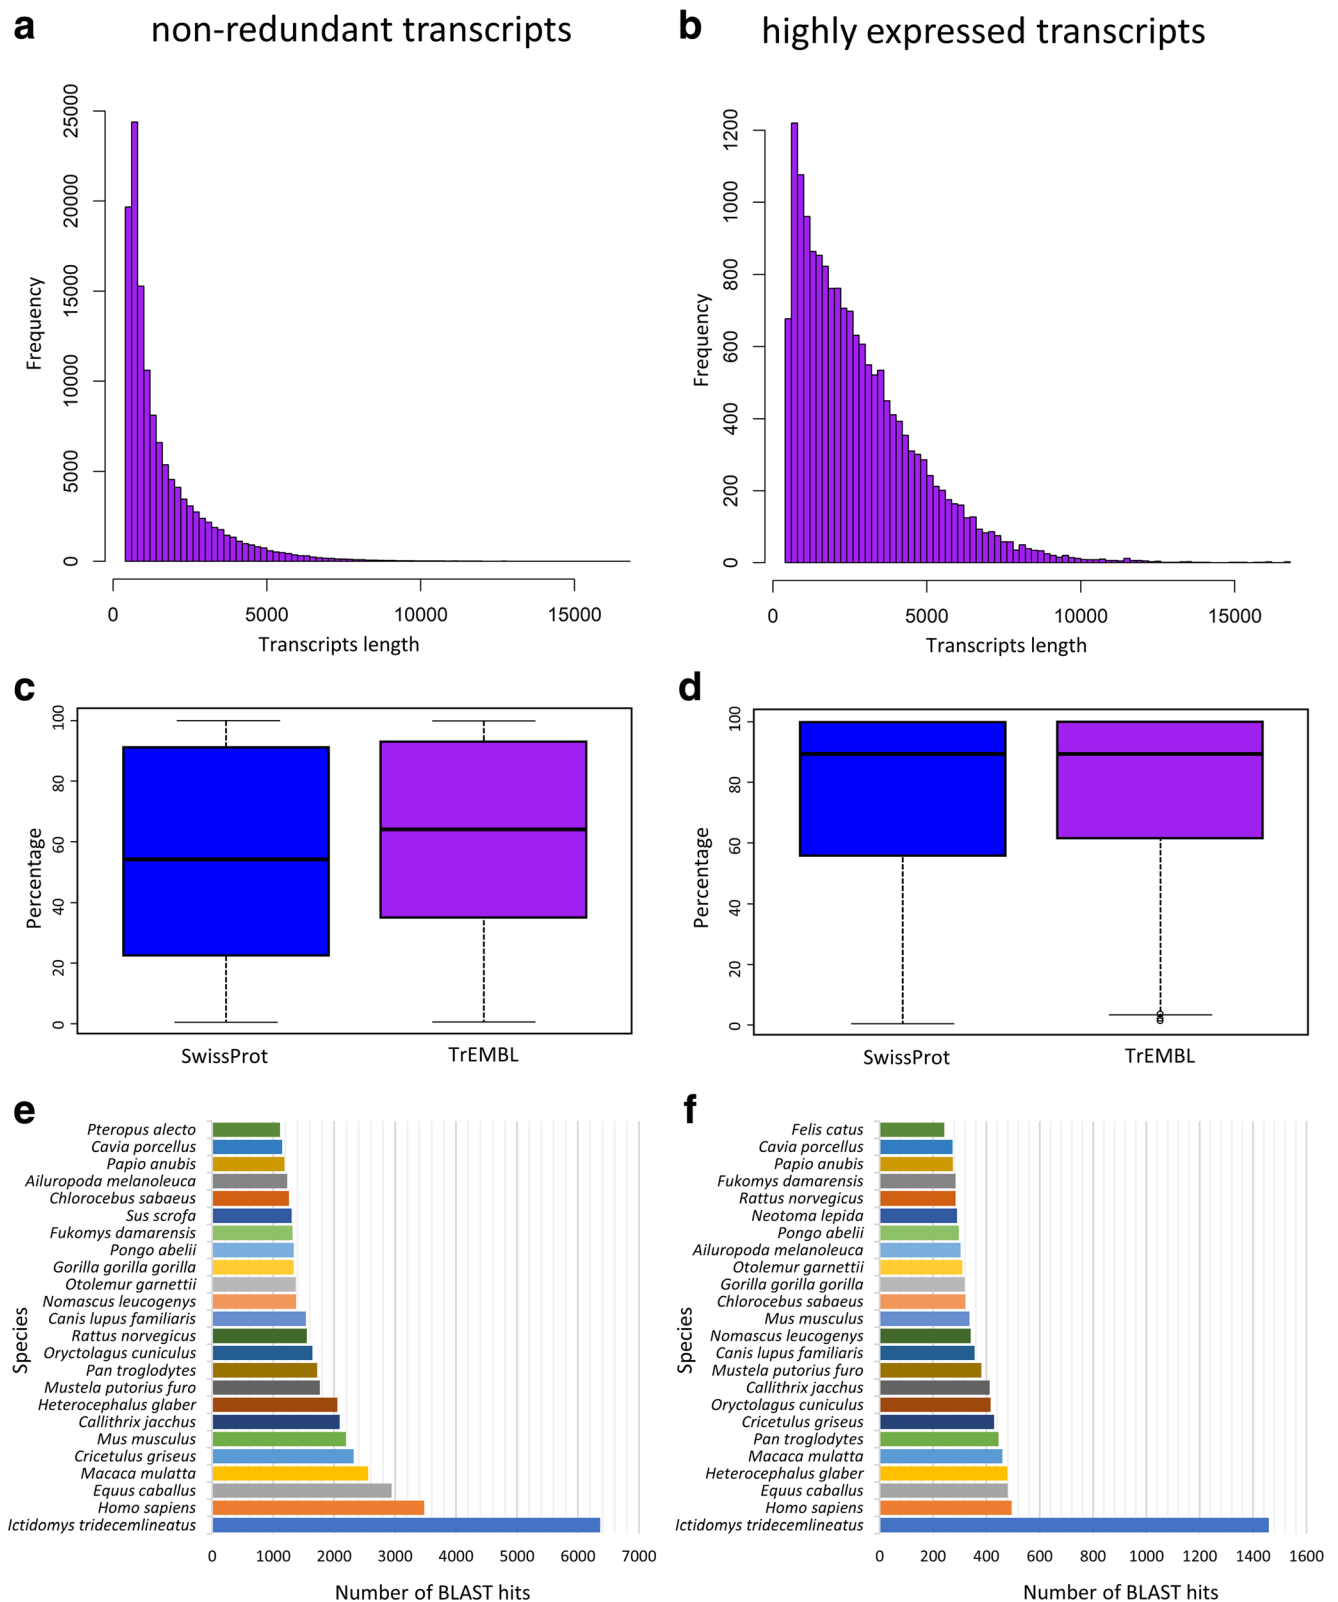 a non-redundant transcripts
b highly expressed transcripts
Frequency
25000
20000
15000
10000
5000
0
0 5000 10000 15000
Transcripts length
Frequency
1200
1000
800
600
400
200
0
0 5000 10000 15000
Transcripts length
c
Percentage
100
80
60
40
20
0
SwissProt TrEMBL
d
Percentage
100
80
60
40
20
0
SwissProt TrEMBL
e
Species
Pteropus alecto
Cavia porcellus
Papio anubis
Ailuropoda melanoleuca
Chlorocebus sabaeus
Sus scrofa
Fukomys damarensis
Pongo abelii
Gorilla gorilla gorilla
Otolemur garnettii
Nomascus leucogenys
Canis lupus familiaris
Rattus norvegicus
Oryctolagus cuniculus
Pan troglodytes
Mustela putorius furo
Heterocephalus glaber
Callithrix jacchus
Mus musculus
Cricetulus griseus
Macaca mulatta
Equus caballus
Homo sapiens
Ictidomys tridecemlineatus
0 1000 2000 3000 4000 5000 6000 7000
Number of BLAST hits
f
Species
Felis catus
Cavia porcellus
Papio anubis
Fukomys damarensis
Rattus norvegicus
Neotoma lepida
Pongo abelii
Ailuropoda melanoleuca
Otolemur garnettii
Gorilla gorilla gorilla
Chlorocebus sabaeus
Mus musculus
Nomascus leucogenys
Canis lupus familiaris
Mustela putorius furo
Callithrix jacchus
Oryctolagus cuniculus
Cricetulus griseus
Pan troglodytes
Macaca mulatta
Heterocephalus glaber
Equus caballus
Homo sapiens
Ictidomys tridecemlineatus
0 200 400 600 800 1000 1200 1400 1600
Number of BLAST hits